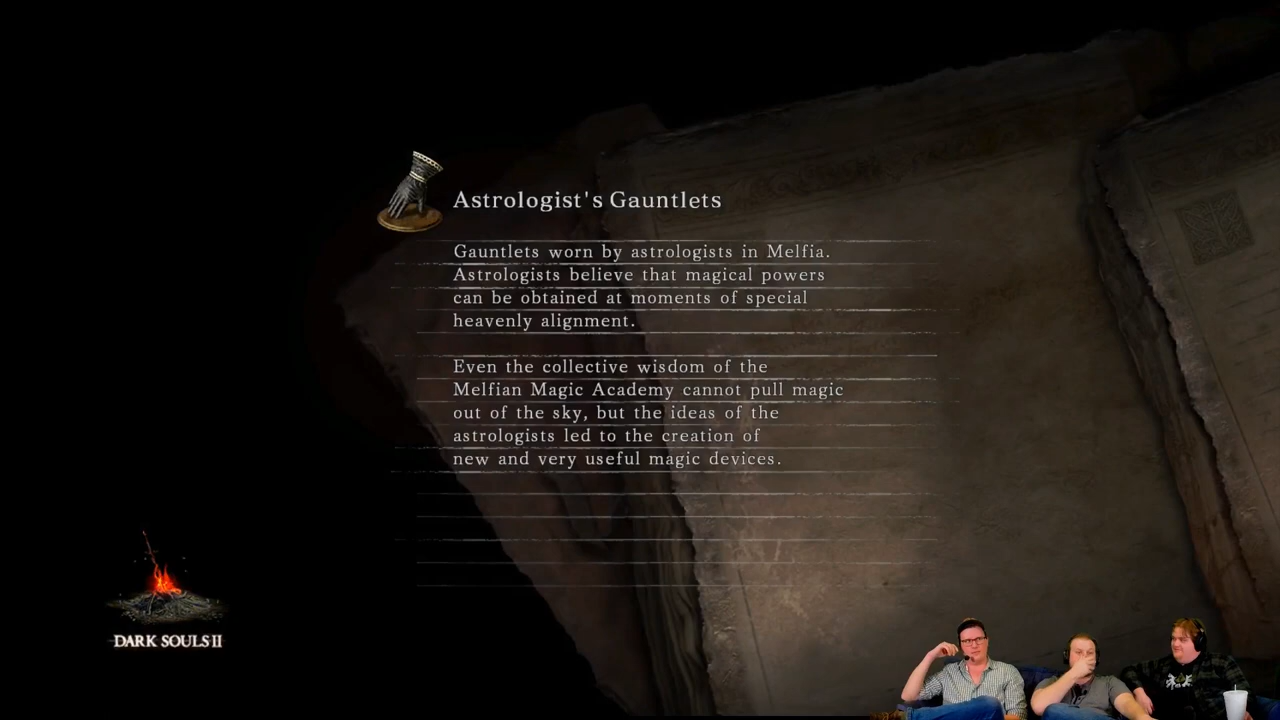 Astrologist's Gauntlets
Gauntlets worn by astrologists in Melfia.
Astrologists believe that magical powers
can be obtained at moments of special
heavenly alignment.
Even the collective wisdom of the
Melfian Magic Academy cannot pull magic
out of the sky, but the ideas of the
astrologists led to the creation of
new and very useful magic devices.
DARK SOULS II